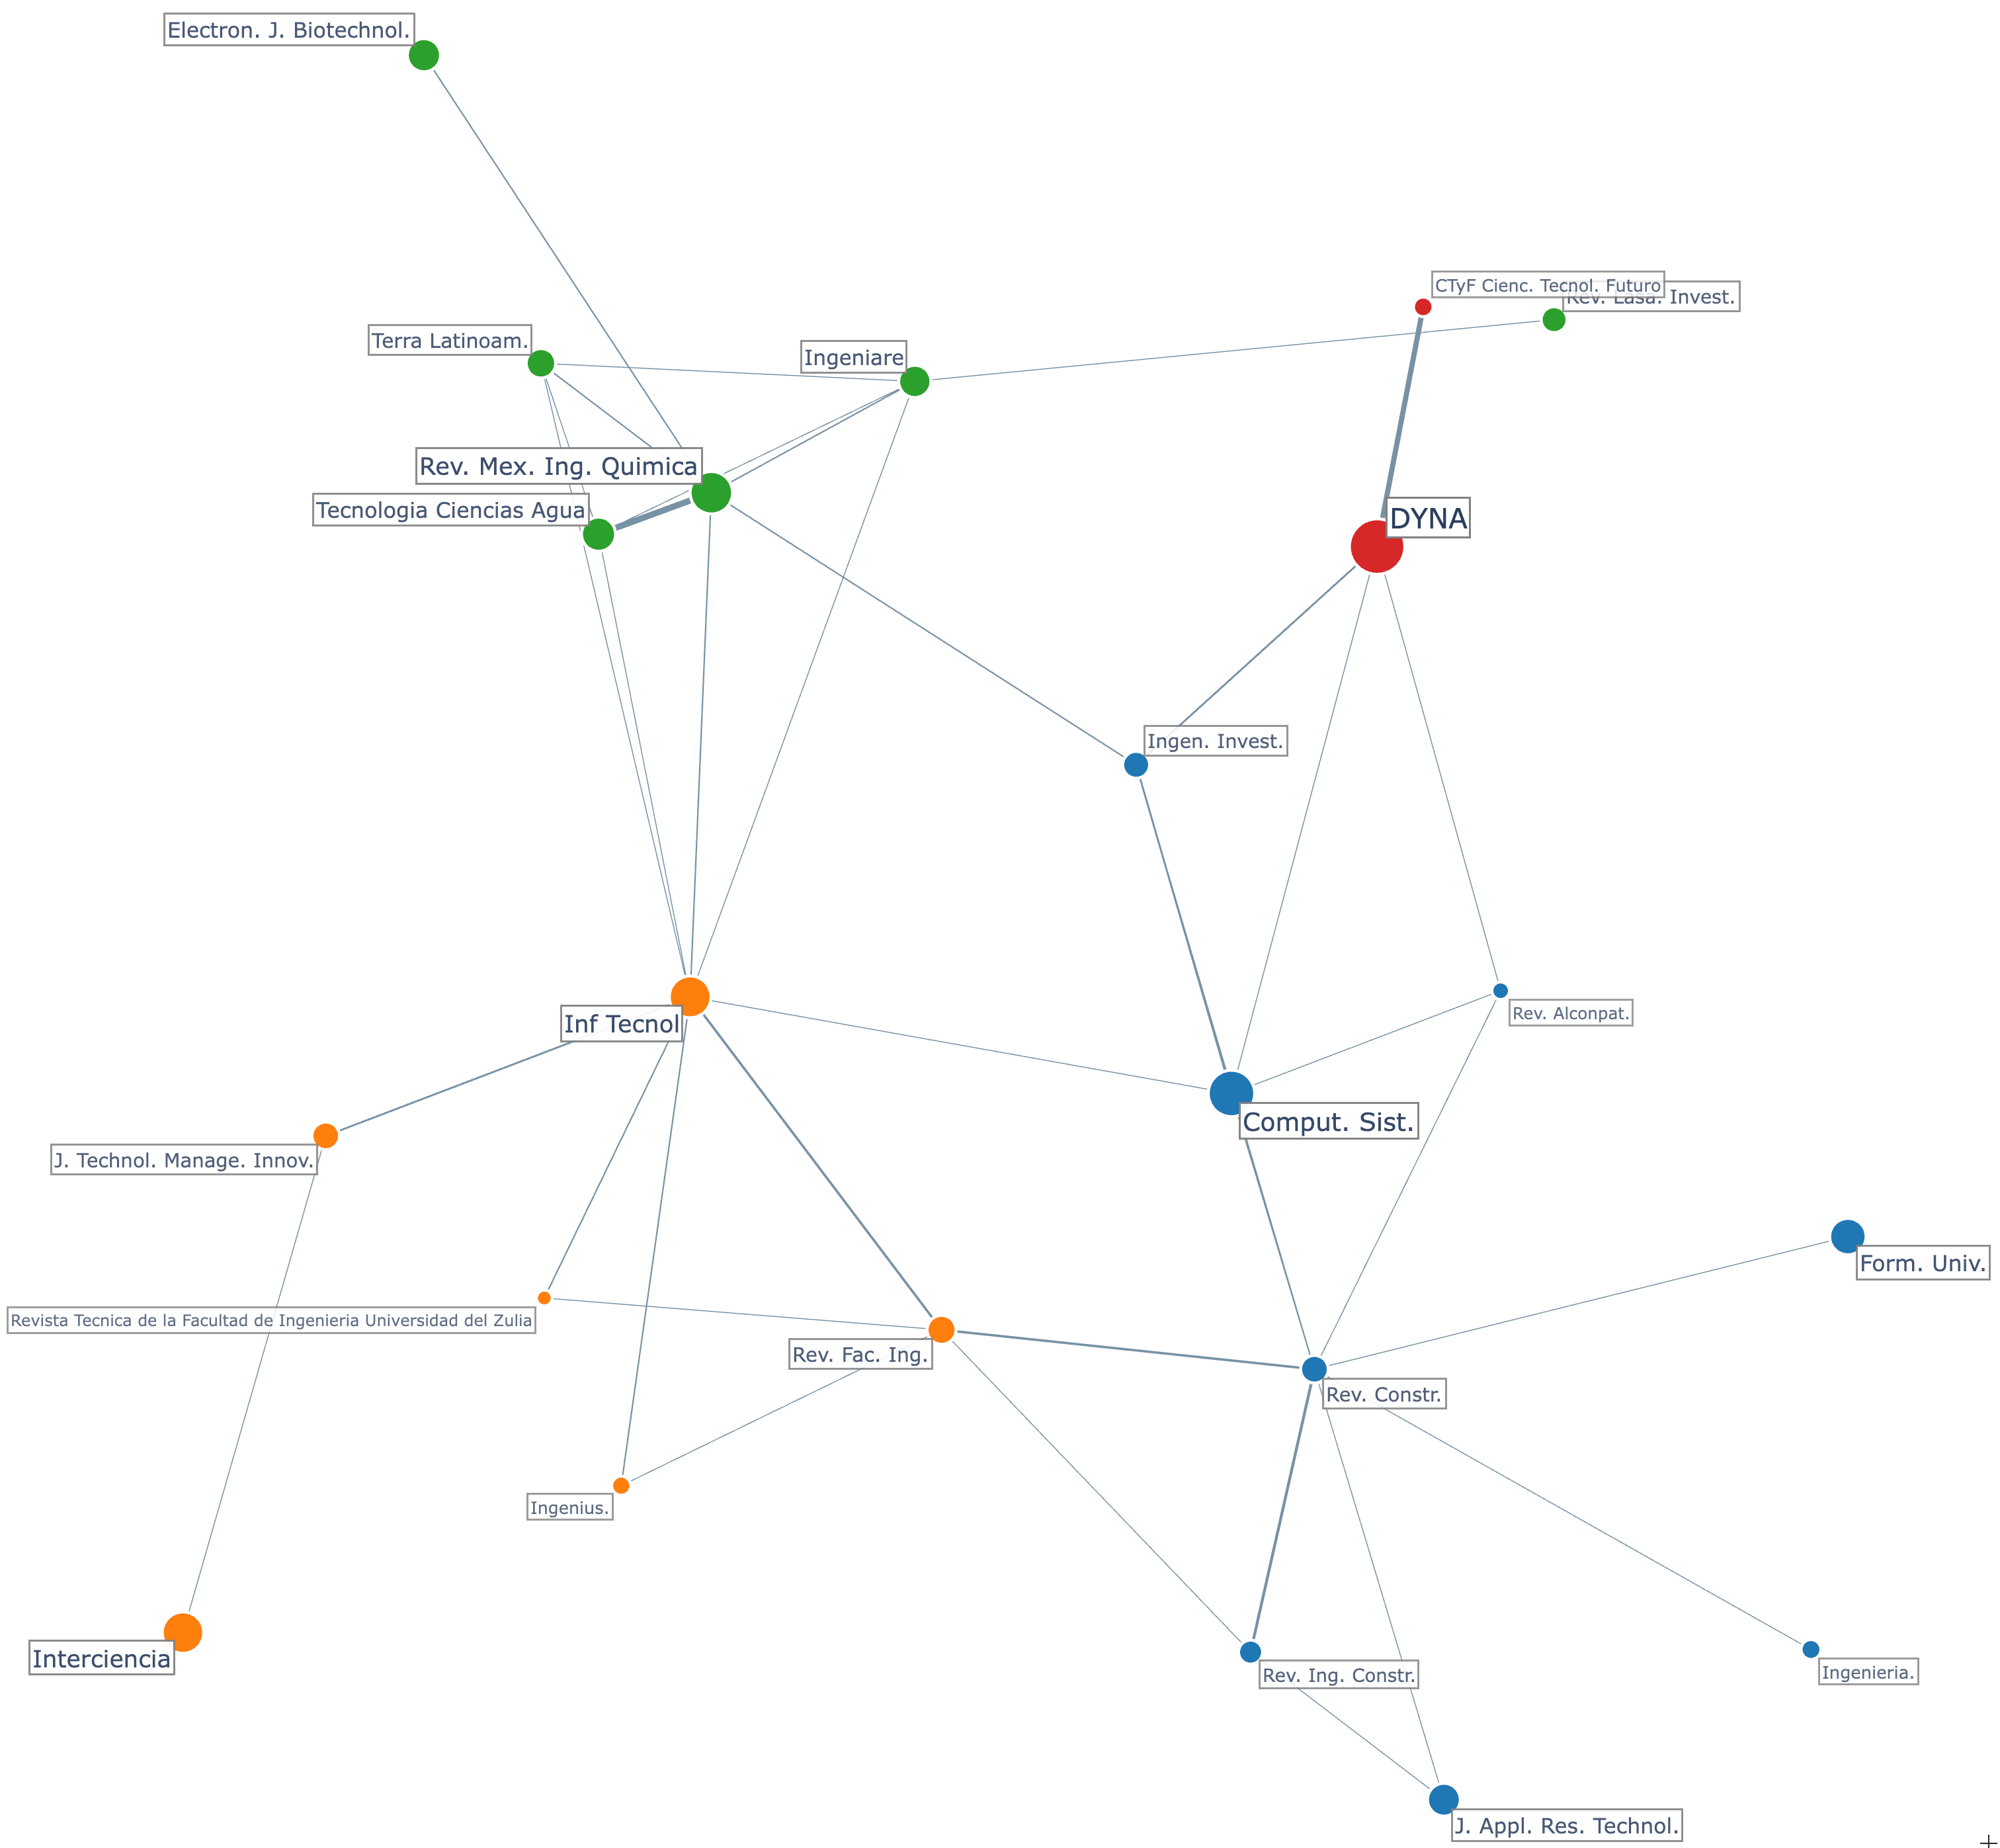 Electron. J. Biotechnol.
CTyF Cienc. Tecnol. Futuro
Rev. Lasa. Invest.
Terra Latinoam.
Ingeniare
Rev. Mex. Ing. Quimica
Tecnologia Ciencias Agua
DYNA
Ingen. Invest.
Rev. Alconpat.
Inf Tecnol
Comput. Sist.
J. Technol. Manage. Innov.
Form. Univ.
Revista Tecnica de la Facultad de Ingenieria Universidad del Zulia
Rev. Fac. Ing.
Rev. Constr.
Ingenius.
Interciencia
Rev. Ing. Constr.
Ingenieria.
J. Appl. Res. Technol.